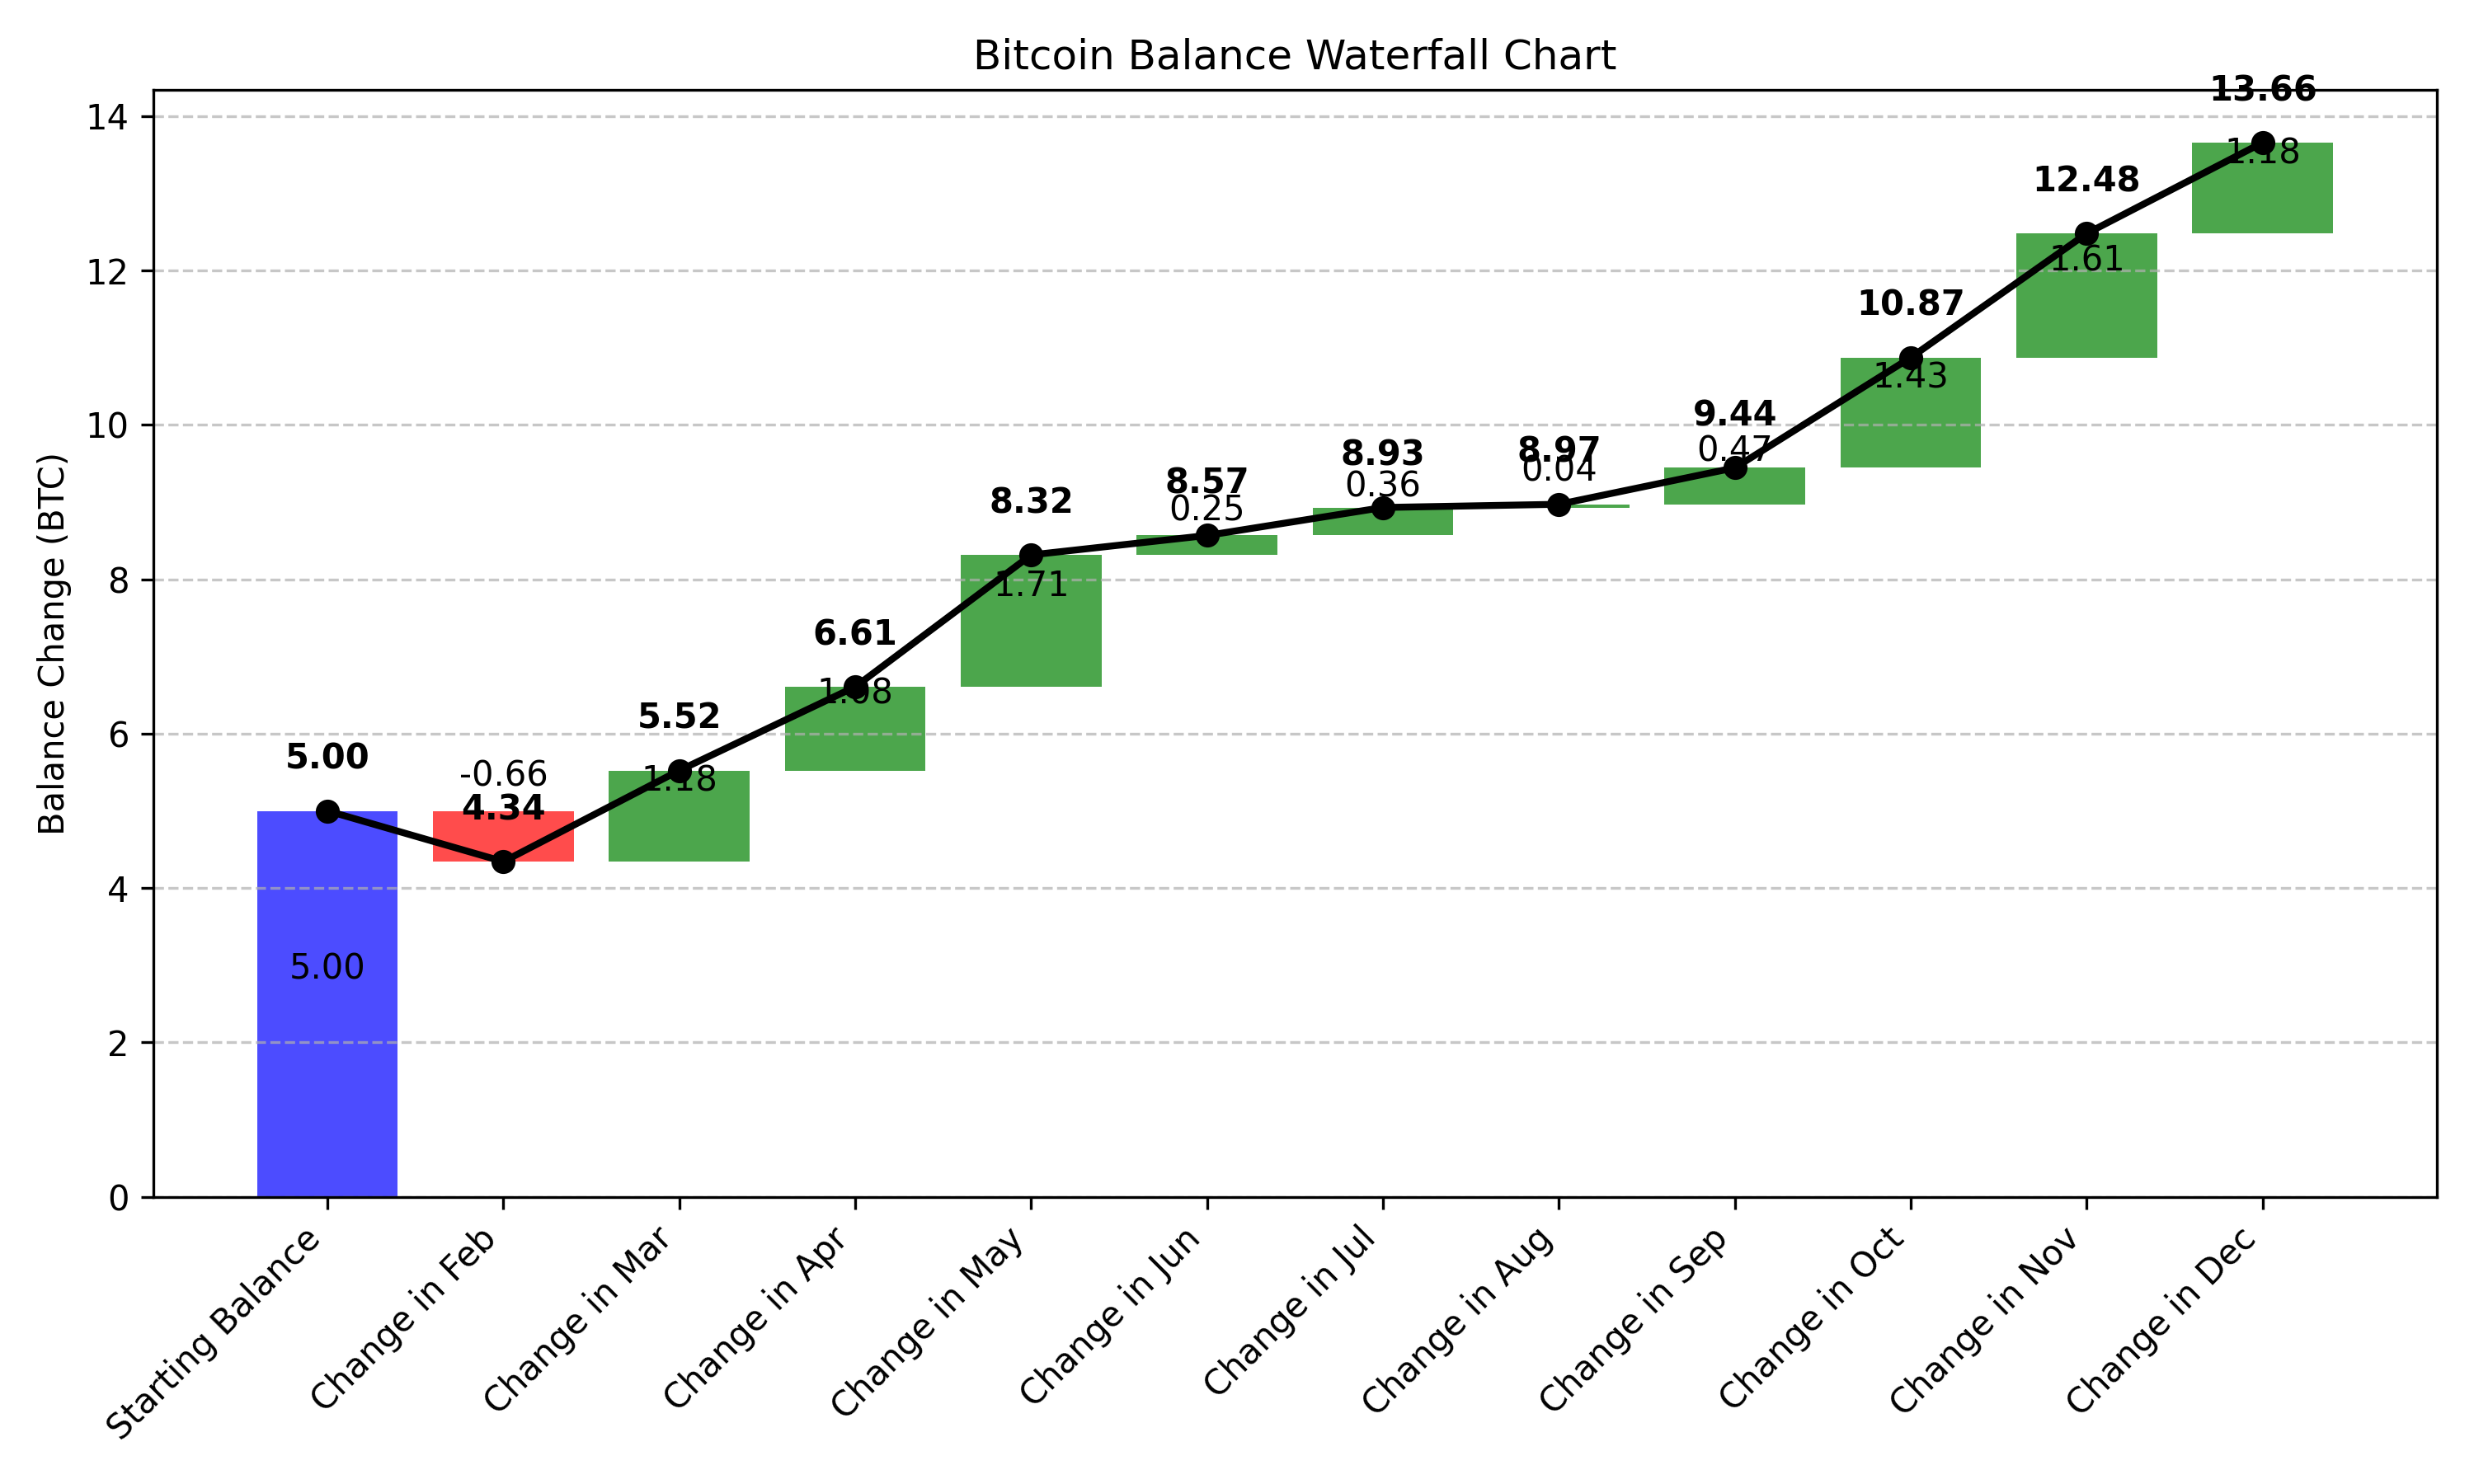 Bitcoin Balance Waterfall Chart
Balance Change (BTC)
14
12
10
8
6
4
2
0
5.00
5.00
-0.66
4.34
5.52
1.18
6.61
1.08
8.32
1.71
8.57
0.25
8.93
0.36
8.97
0.04
9.44
0.47
10.87
1.43
12.48
1.61
13.66
1.18
Starting Balance
Change in Feb
Change in Mar
Change in Apr
Change in May
Change in Jun
Change in Jul
Change in Aug
Change in Sep
Change in Oct
Change in Nov
Change in Dec